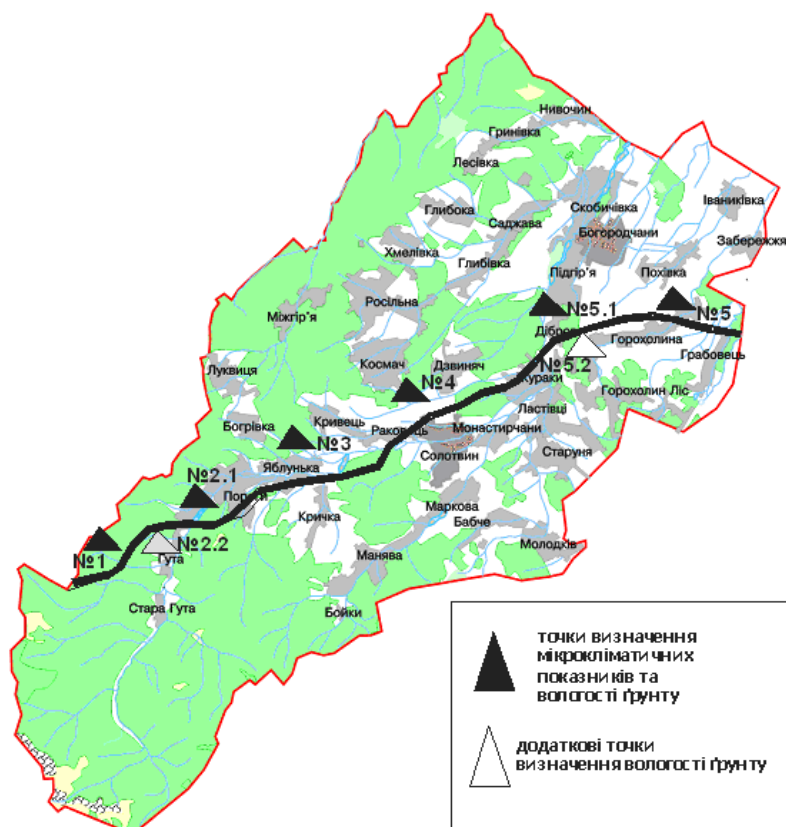 Нивочин
Гринівка
Лесівка
Скобичівка
Іваниківка
Глибока
Саджава
Богородчани
Забережжя
Хмелівка
Глибівка
Підгір'я
Похівка
Росільна
Міжгір'я
№5.1
№5
Горохолина
Грабовець
Космач
Дзвиняч
№5.2
Луквиця
№4
Горохолин Ліс
Ластівці
Богрівка
Кривець
Раковець
Монастирчани
№3
Старуня
Солотвин
Яблунька
№2.1
Маркова
Бабче
Кричка
№2.2
Молодків
Манява
№1
Гута
Стара Гута
Бойки
точки визначення
мікрокліматичних
показників та
вологості ґрунту
додаткові точки
визначення вологості ґрунту